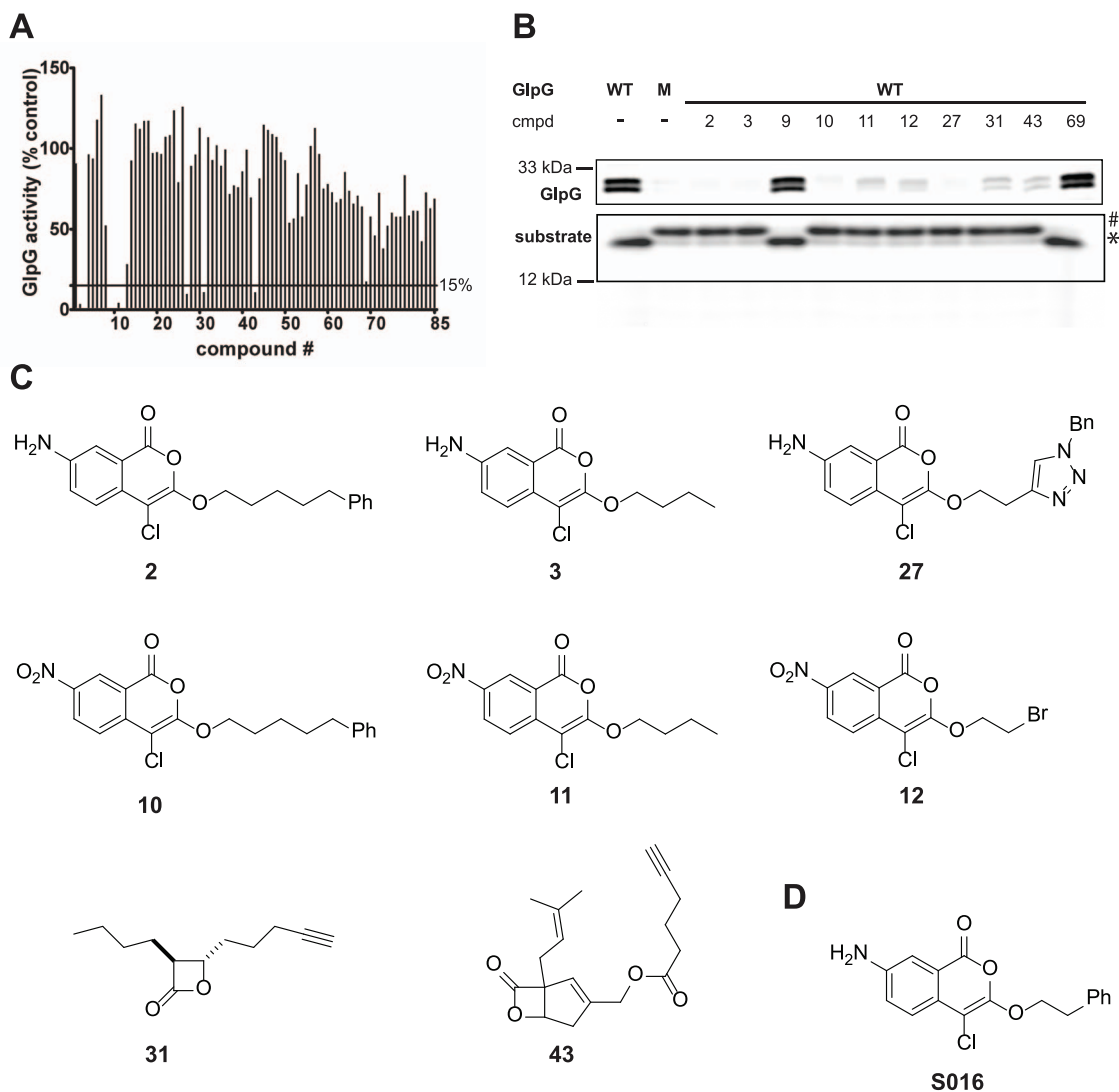 A
GlpG activity (% control)
150
100
50
0
15%
10 20 30 40 50 60 70 85
compound #
B
GlpG WT M WT
cmpd - - 2 3 9 10 11 12 27 31 43 69
33 kDa
GlpG
substrate
#
*
12 kDa
C
O
H2N
O
O
Ph
Cl
2
O
H2N
O
O
Cl
3
O
H2N
O
O
Cl
Bn
N
N
N
27
O
O2N
O
O
Ph
Cl
10
O
O2N
O
O
Cl
11
O
O2N
O
O
Br
Cl
12
O
O
31
O
O
O
O
43
D
O
H2N
O
O
Ph
Cl
S016